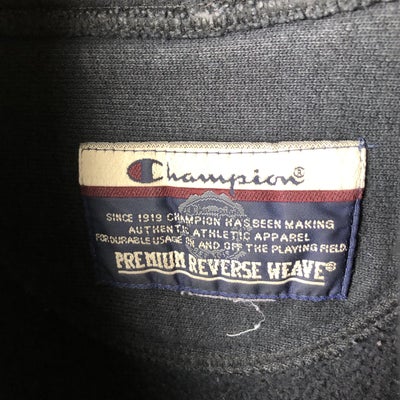 Champion®
SINCE 1919 CHAMPION HAS BEEN MAKING
AUTHENTIC ATHLETIC APPAREL
FOR DURABLE USAGE ON AND OFF THE PLAYING FIELD.
PREMIUM REVERSE WEAVE®